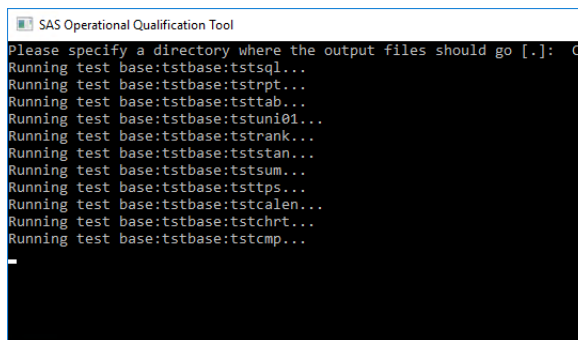 SAS Operational Qualification Tool
Please specify a directory where the output files should go [.]: C
Running test base:tstbase:tstsql...
Running test base:tstbase:tstrpt...
Running test base:tstbase:tsttab...
Running test base:tstbase:tstuni01...
Running test base:tstbase:tstrank...
Running test base:tstbase:tststan...
Running test base:tstbase:tstsum...
Running test base:tstbase:tsttps...
Running test base:tstbase:tstcalen...
Running test base:tstbase:tstchrt...
Running test base:tstbase:tstcmp...